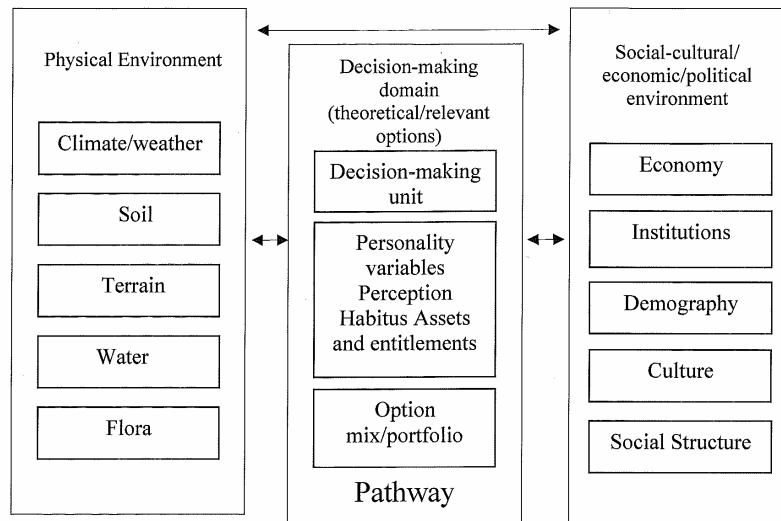 Physical Environment
Climate/weather
Soil
Terrain
Water
Flora
Decision-making
domain
(theoretical/relevant
options)
Decision-making
unit
Personality
variables
Perception
Habitus Assets
and entitlements
Option
mix/portfolio
Pathway
Social-cultural/
economic/political
environment
Economy
Institutions
Demography
Culture
Social Structure